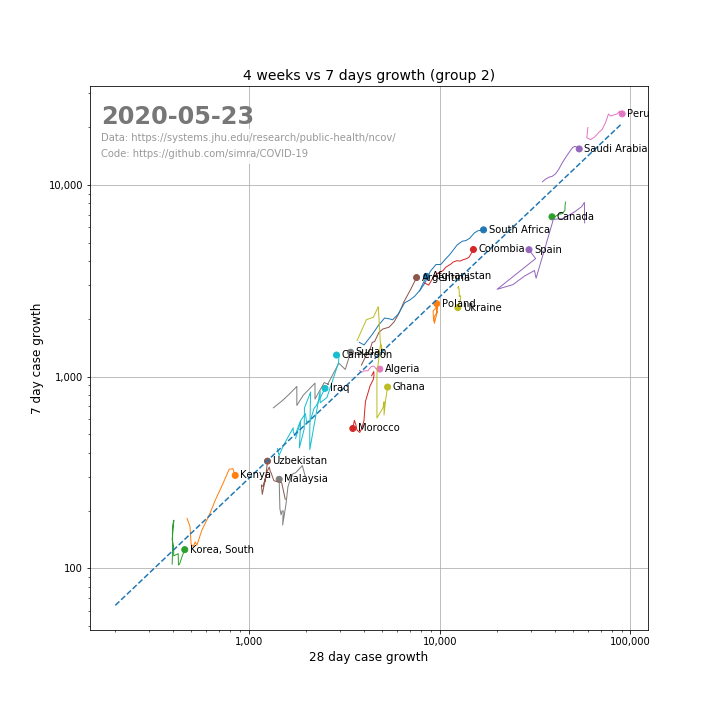 4 weeks vs 7 days growth (group 2)
2020-05-23
Data: https://systems.jhu.edu/research/public-health/ncov/
Code: https://github.com/simra/COVID-19
Peru
Saudi Arabia
10,000
Canada
South Africa
Colombia
Spain
Afghanistan
Argentina
Poland
Ukraine
7 day case growth
Sudan
Cameroon
1,000
Algeria
Iraq
Ghana
Morocco
Uzbekistan
Kenya
Malaysia
Korea, South
100
1,000
10,000
100,000
28 day case growth